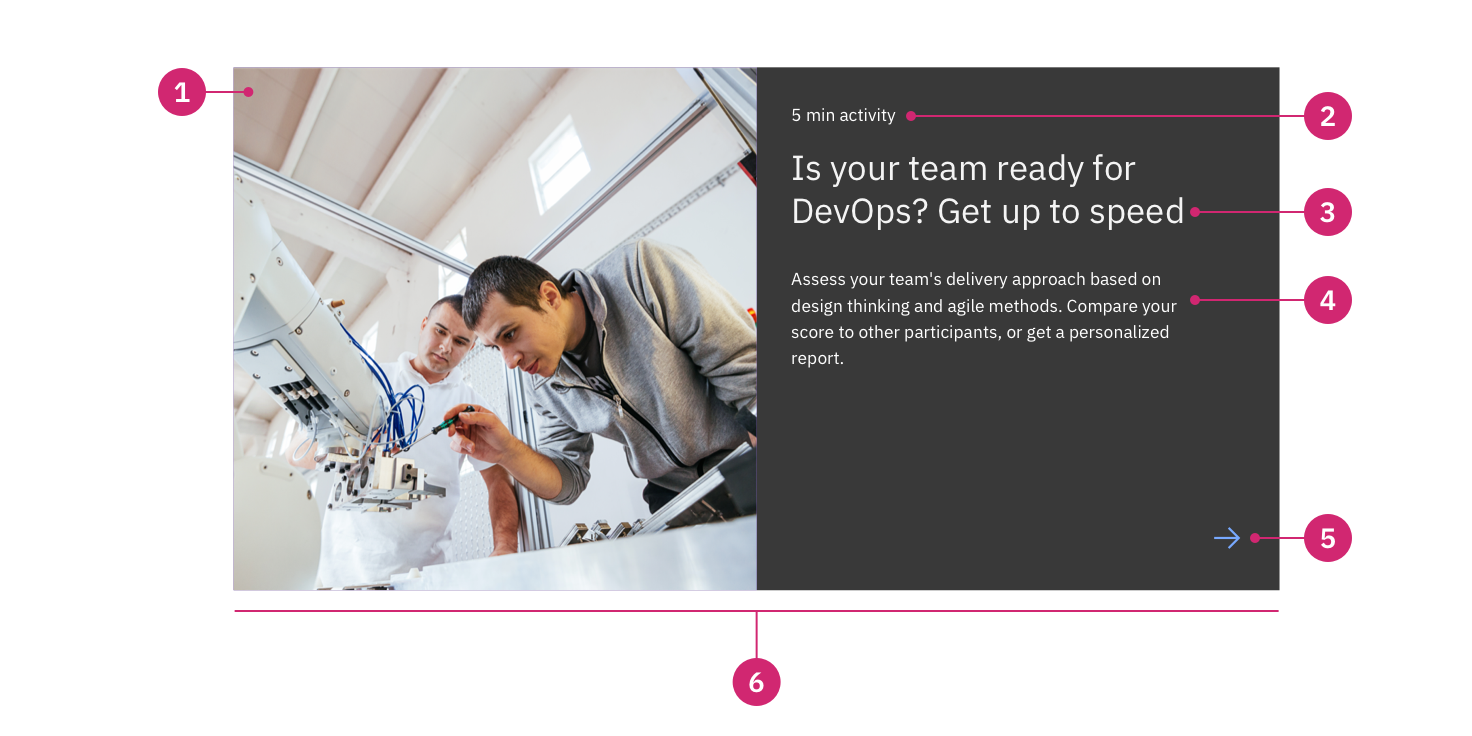 1
5 min activity
2
Is your team ready for
DevOps? Get up to speed
3
Assess your team's delivery approach based on
design thinking and agile methods. Compare your
score to other participants, or get a personalized
report.
4
5
6